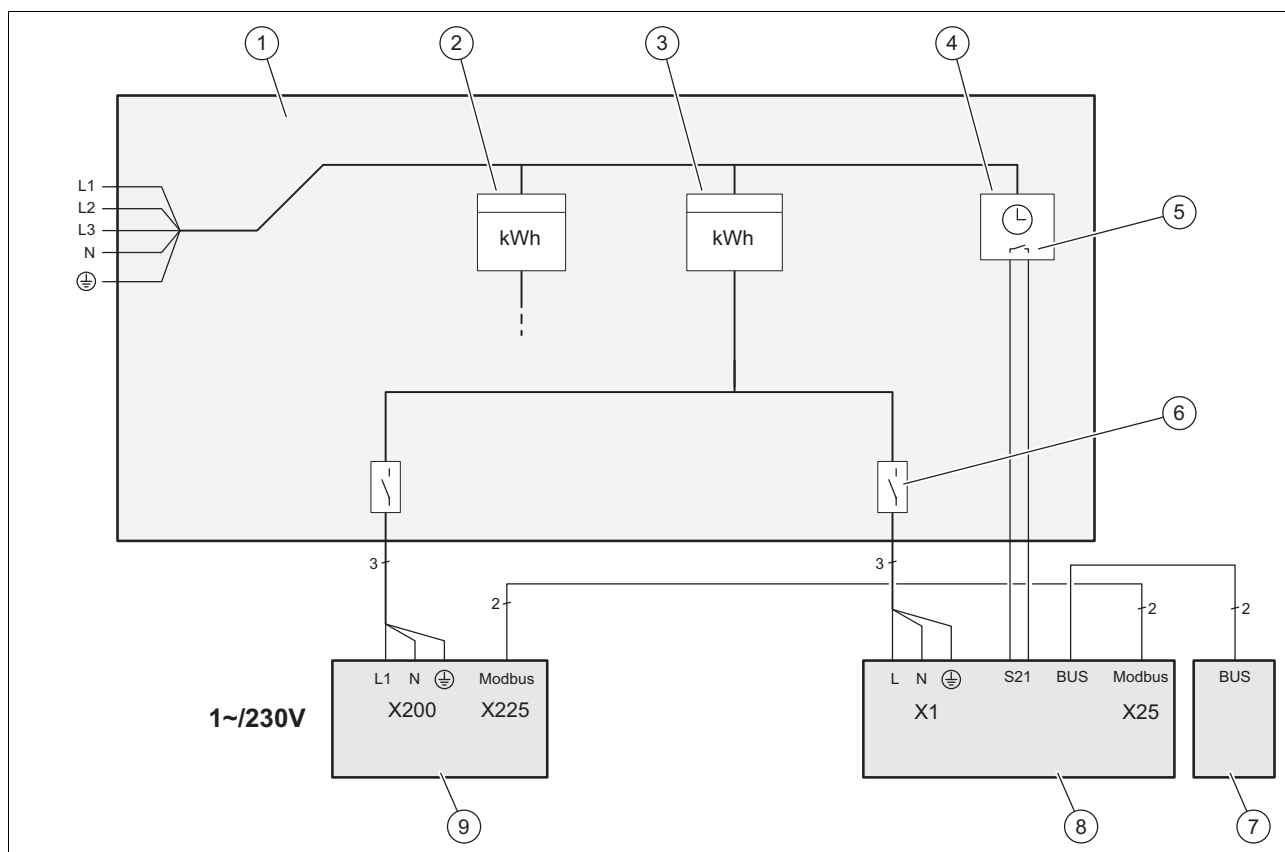 1 2 3 4
L1
L2
L3
N
kWh kWh
5
6
3 3
2 2 2
L1 N Modbus
X200 X225
1~/230V
L N S21 BUS Modbus
X1 X25
BUS
9 8 7